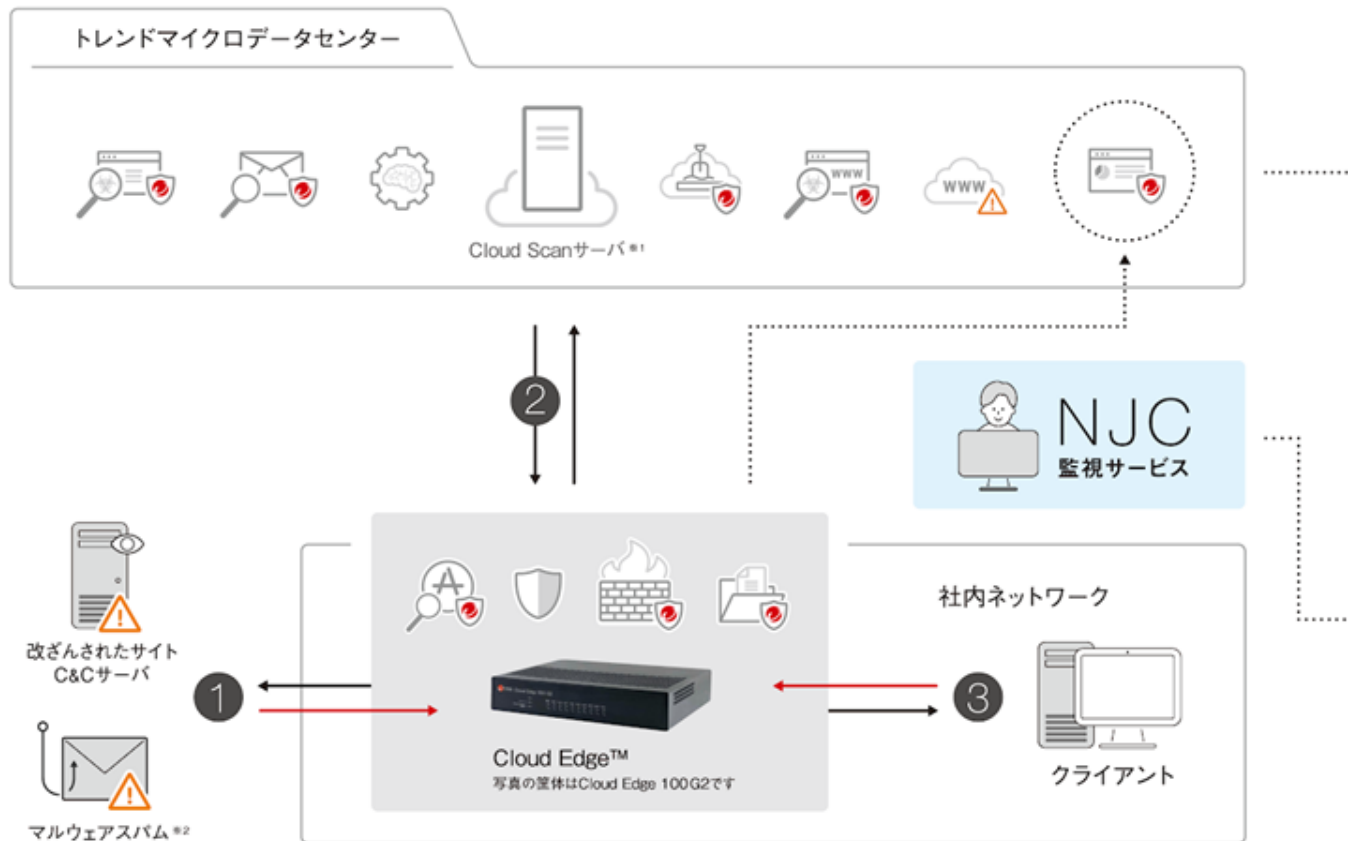 トレンドマイクロデータセンター
WWW
WWW
Cloud Scanサーバ ※1
2
NJC
監視サービス
社内ネットワーク
改ざんされたサイト
C&Cサーバ
1
3
Cloud Edge™
写真の筐体はCloud Edge 100G2です
クライアント
マルウェアスパム ※2